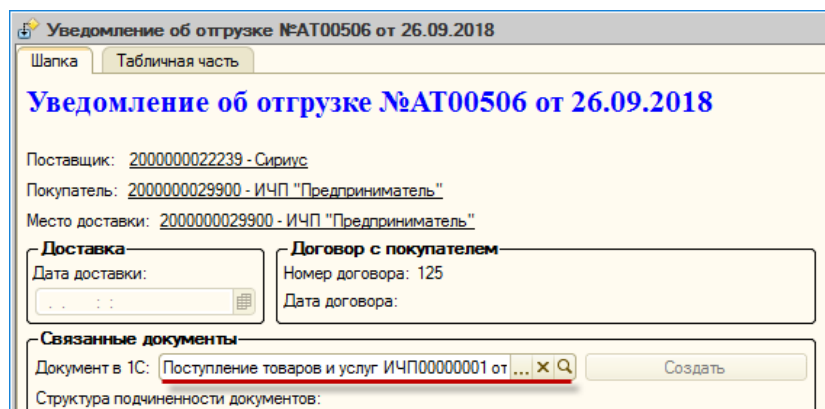 Уведомление об отгрузке №АТ00506 от 26.09.2018
Шапка Табличная часть
Уведомление об отгрузке №АТ00506 от 26.09.2018
Поставщик: 2000000022239 - Сириус
Покупатель: 2000000029900 - ИЧП "Предприниматель"
Место доставки: 2000000029900 - ИЧП "Предприниматель"
Доставка Договор с покупателем
Дата доставки: Номер договора: 125
. . : : Дата договора:
Связанные документы
Документ в 1С: Поступление товаров и услуг ИЧП00000001 от ... Создать
Структура подчиненности документов: